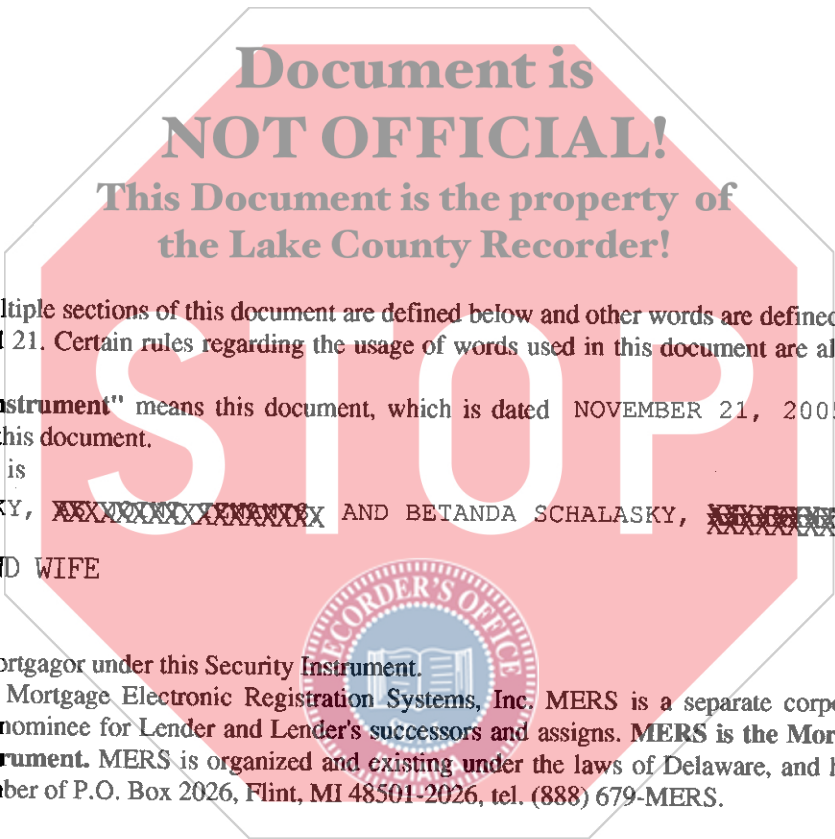 Document is
NOT OFFICIAL!
This Document is the property of
the Lake County Recorder!
STOP
ltiple sections of this document are defined below and other words are defined
21. Certain rules regarding the usage of words used in this document are al
nstrument" means this document, which is dated NOVEMBER 21, 2005
this document.
is
KY, AND BETANDA SCHALASKY,
D WIFE
RECORDER'S OFFICE
ortgagor under this Security Instrument.
Mortgage Electronic Registration Systems, Inc. MERS is a separate corpo
nominee for Lender and Lender's successors and assigns. MERS is the Mor
rument. MERS is organized and existing under the laws of Delaware, and h
ber of P.O. Box 2026, Flint, MI 48501-2026, tel. (888) 679-MERS.
INDIANA